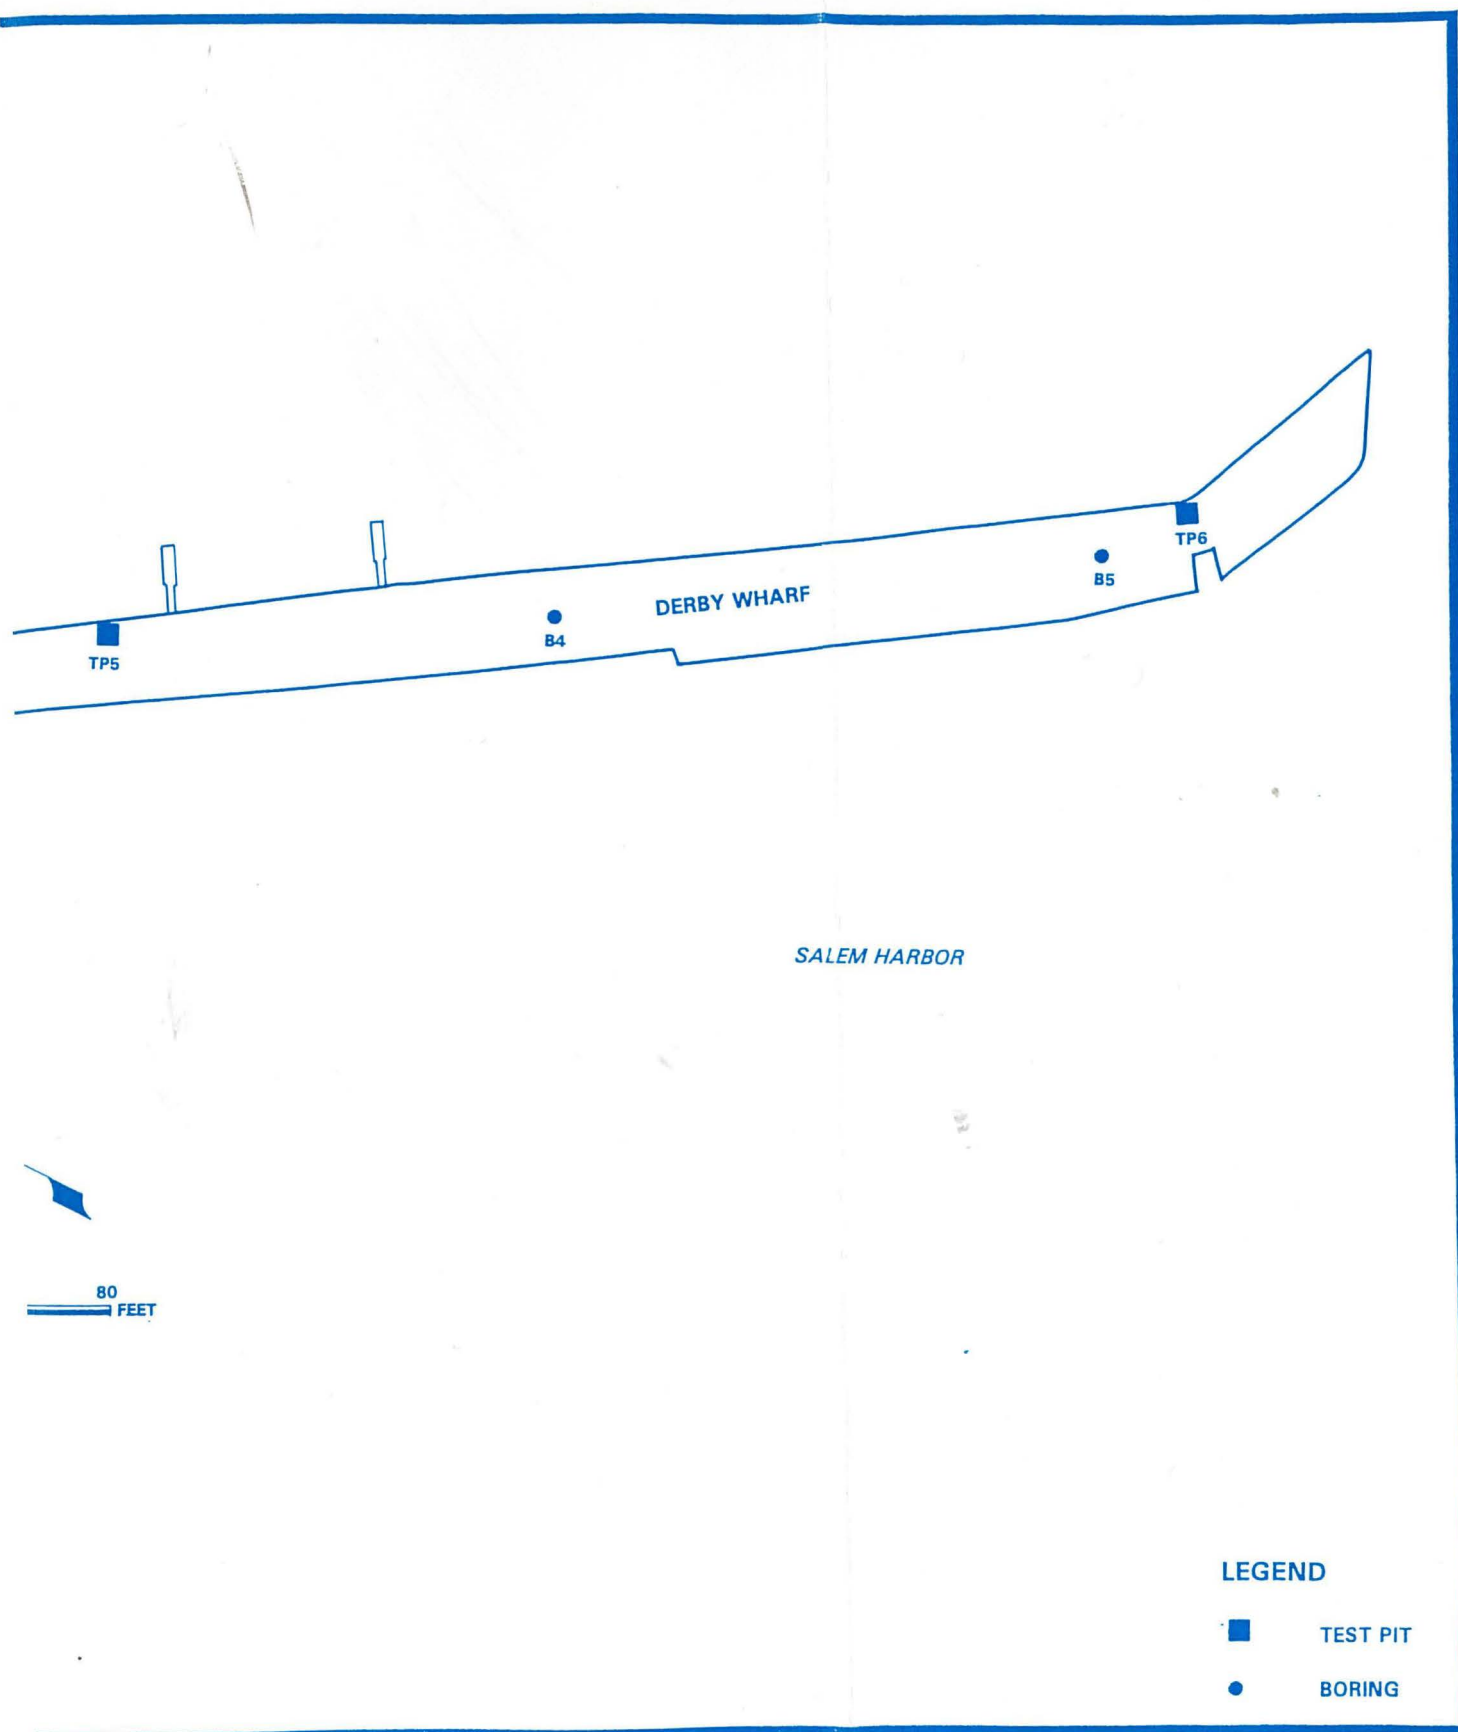 TP6
B5
DERBY WHARF
B4
TP5
SALEM HARBOR
80
FEET
LEGEND
TEST PIT
BORING